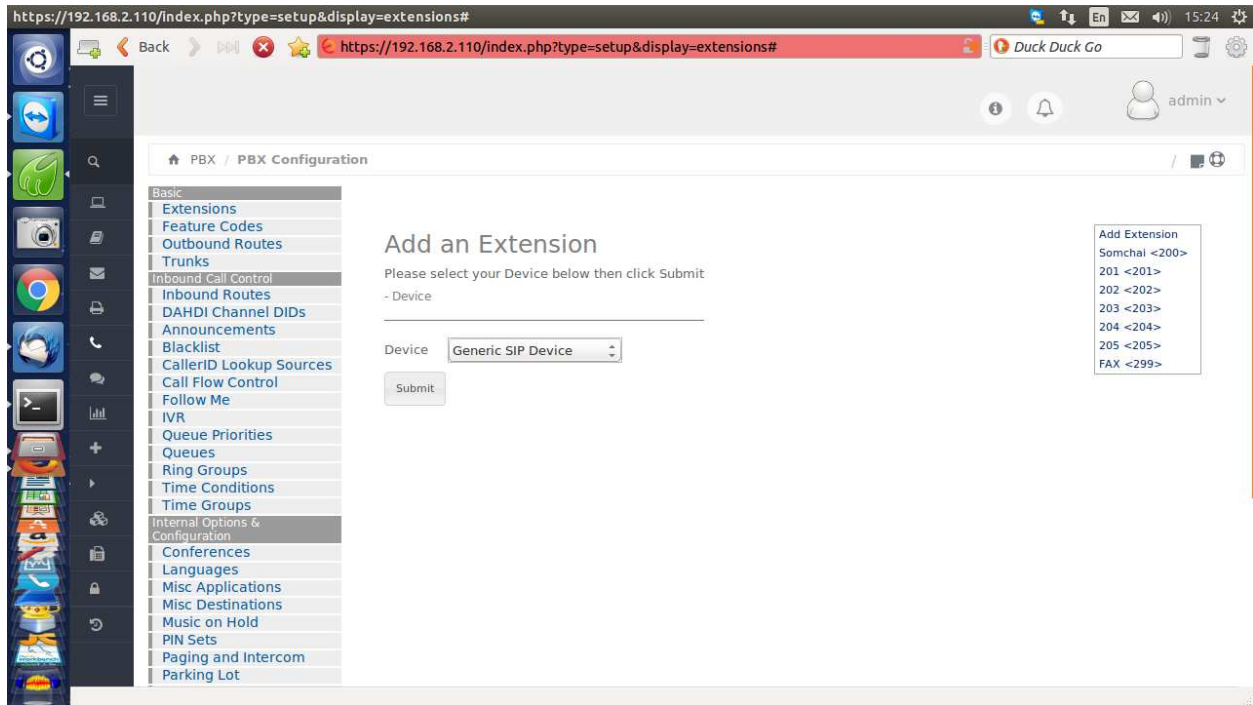 https://192.168.2.110/index.php?type=setup&display=extensions#
En
15:24
Back
https://192.168.2.110/index.php?type=setup&display=extensions#
Duck Duck Go
admin
PBX / PBX Configuration
/
Basic
Extensions
Feature Codes
Outbound Routes
Trunks
Inbound Call Control
Inbound Routes
DAHDI Channel DIDs
Announcements
Blacklist
CallerID Lookup Sources
Call Flow Control
Follow Me
IVR
Queue Priorities
Queues
Ring Groups
Time Conditions
Time Groups
Internal Options &
Configuration
Conferences
Languages
Misc Applications
Misc Destinations
Music on Hold
PIN Sets
Paging and Intercom
Parking Lot
Add an Extension
Please select your Device below then click Submit
- Device
Device
Generic SIP Device
Submit
Add Extension
Somchai <200>
201 <201>
202 <202>
203 <203>
204 <204>
205 <205>
FAX <299>